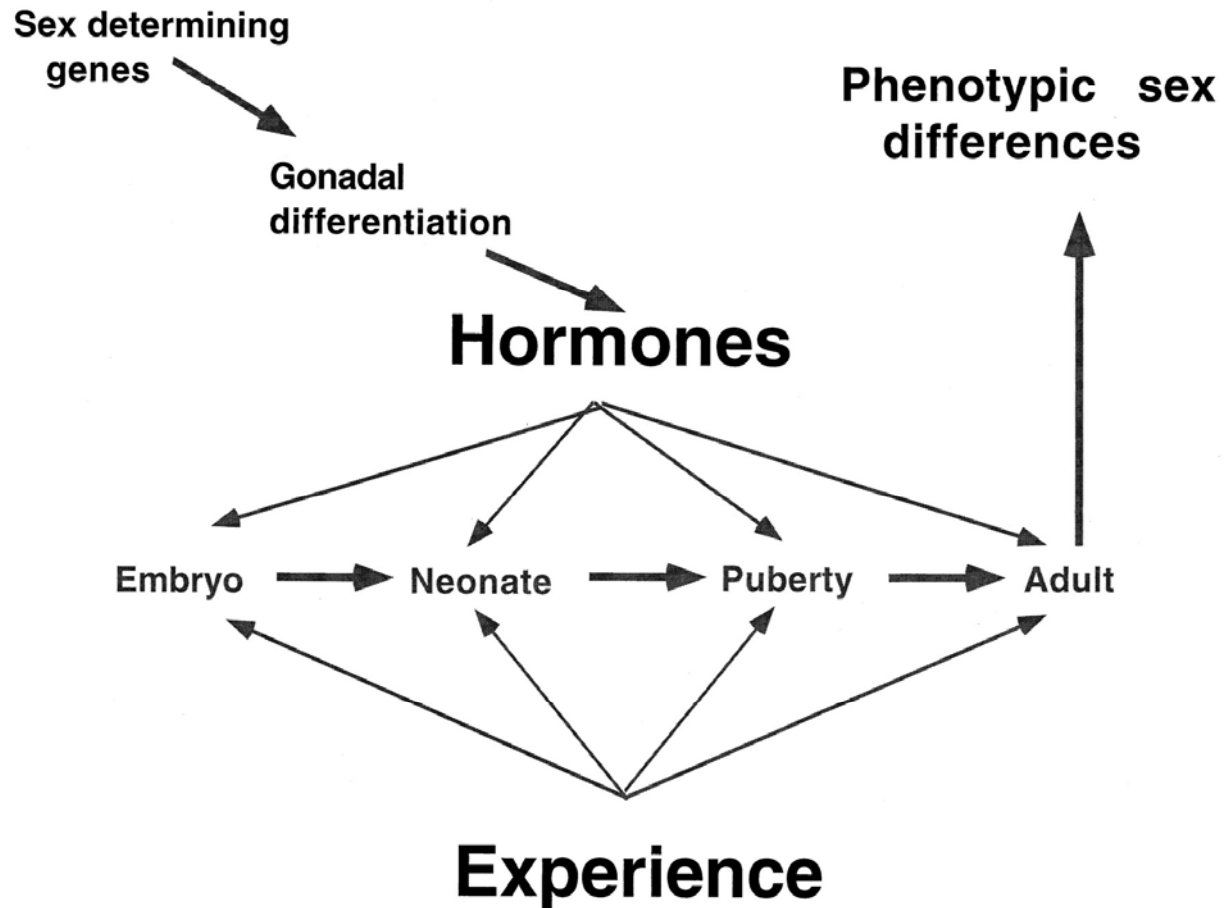 Sex determining
genes
Phenotypic sex
differences
Gonadal
differentiation
Hormones
Embryo
Neonate
Puberty
Adult
Experience